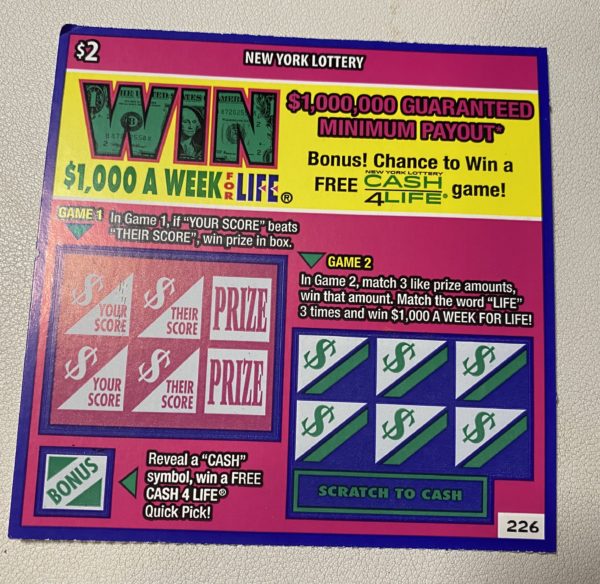 $2
NEW YORK LOTTERY
WIN
$1,000 A WEEK FOR LIFE®
$1,000,000 GUARANTEED
MINIMUM PAYOUT*
Bonus! Chance to Win a
FREE NEW YORK LOTTERY CASH 4LIFE® game!
GAME 1 In Game 1, if "YOUR SCORE" beats
"THEIR SCORE", win prize in box.
GAME 2
In Game 2, match 3 like prize amounts,
win that amount. Match the word "LIFE"
3 times and win $1,000 A WEEK FOR LIFE!
$ YOUR SCORE $ THEIR SCORE PRIZE
$ YOUR SCORE $ THEIR SCORE PRIZE
$ $ $
$ $ $
BONUS
Reveal a "CASH"
symbol, win a FREE
CASH 4 LIFE®
Quick Pick!
SCRATCH TO CASH
226